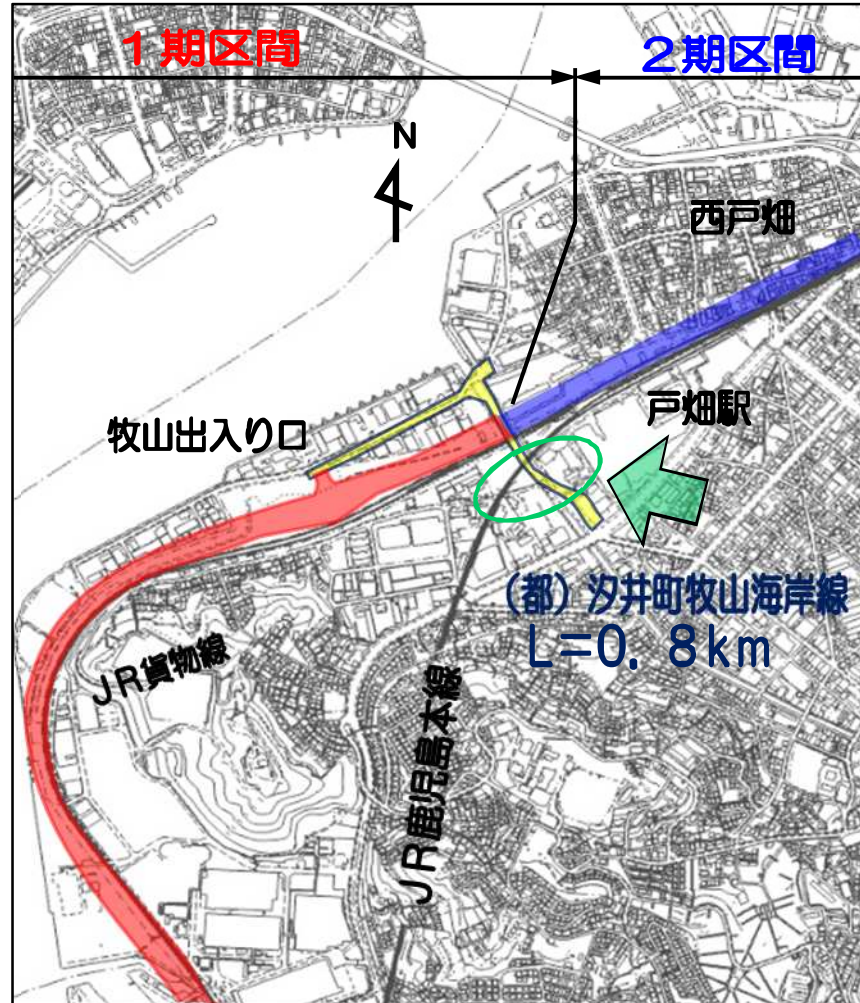 １期区間
２期区間
N
西戸畑
戸畑駅
牧山出入り口
（都）汐井町牧山海岸線
L=0．8km
JR貨物線
JR鹿児島本線